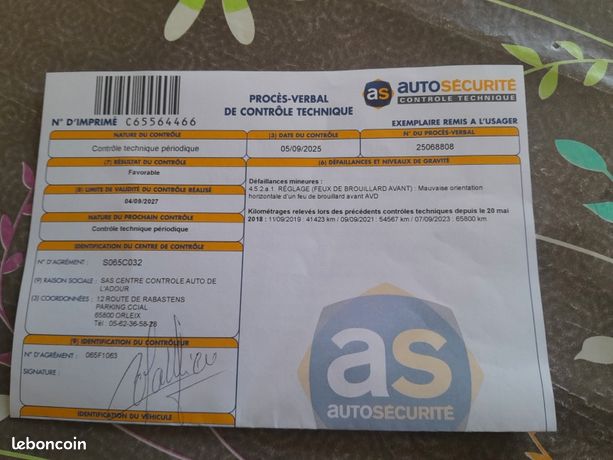 N° D'IMPRIMÉ C65564466
PROCÈS-VERBAL
DE CONTRÔLE TECHNIQUE
as AUTOSÉCURITÉ
CONTROLE TECHNIQUE
EXEMPLAIRE REMIS A L'USAGER
NATURE DU CONTRÔLE
Contrôle technique périodique
(3) DATE DU CONTRÔLE
05/09/2025
N° DU PROCÈS-VERBAL
25068808
(7) RÉSULTAT DU CONTRÔLE
Favorable
(8) LIMITE DE VALIDITÉ DU CONTRÔLE RÉALISÉ
04/09/2027
NATURE DU PROCHAIN CONTRÔLE
Contrôle technique périodique
(6) DÉFAILLANCES ET NIVEAUX DE GRAVITÉ
Défaillances mineures :
4.5.2.a.1. RÉGLAGE (FEUX DE BROUILLARD AVANT) : Mauvaise orientation
horizontale d'un feu de brouillard avant AVD
Kilométrages relevés lors des précédents contrôles techniques depuis le 20 mai
2018 : 11/09/2019 : 41423 km / 09/09/2021 : 54567 km / 07/09/2023 : 65800 km
IDENTIFICATION DU CENTRE DE CONTRÔLE
N° D'AGRÉMENT : S065C032
(9) RAISON SOCIALE : SAS CENTRE CONTROLE AUTO DE
L'ADOUR
(3) COORDONNÉES : 12 ROUTE DE RABASTENS
PARKING CCIAL
65800 ORLEIX
Tél : 05-62-36-58-28
(9) IDENTIFICATION DU CONTRÔLEUR
N° D'AGRÉMENT : 065F1063
SIGNATURE :
IDENTIFICATION DU VÉHICULE
as
AUTOSÉCURITÉ
leboncoin